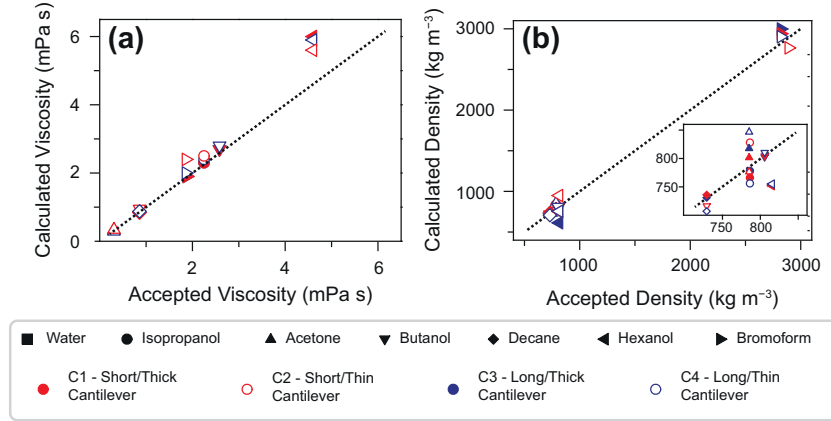 (a)
Calculated Viscosity (mPa s)
6
4
2
0
2
4
6
Accepted Viscosity (mPa s)
(b)
Calculated Density (kg m⁻³)
3000
2000
1000
0
1000
2000
3000
Accepted Density (kg m⁻³)
800
750
750
800
Water Isopropanol Acetone Butanol Decane Hexanol Bromoform
C1 - Short/Thick Cantilever
C2 - Short/Thin Cantilever
C3 - Long/Thick Cantilever
C4 - Long/Thin Cantilever